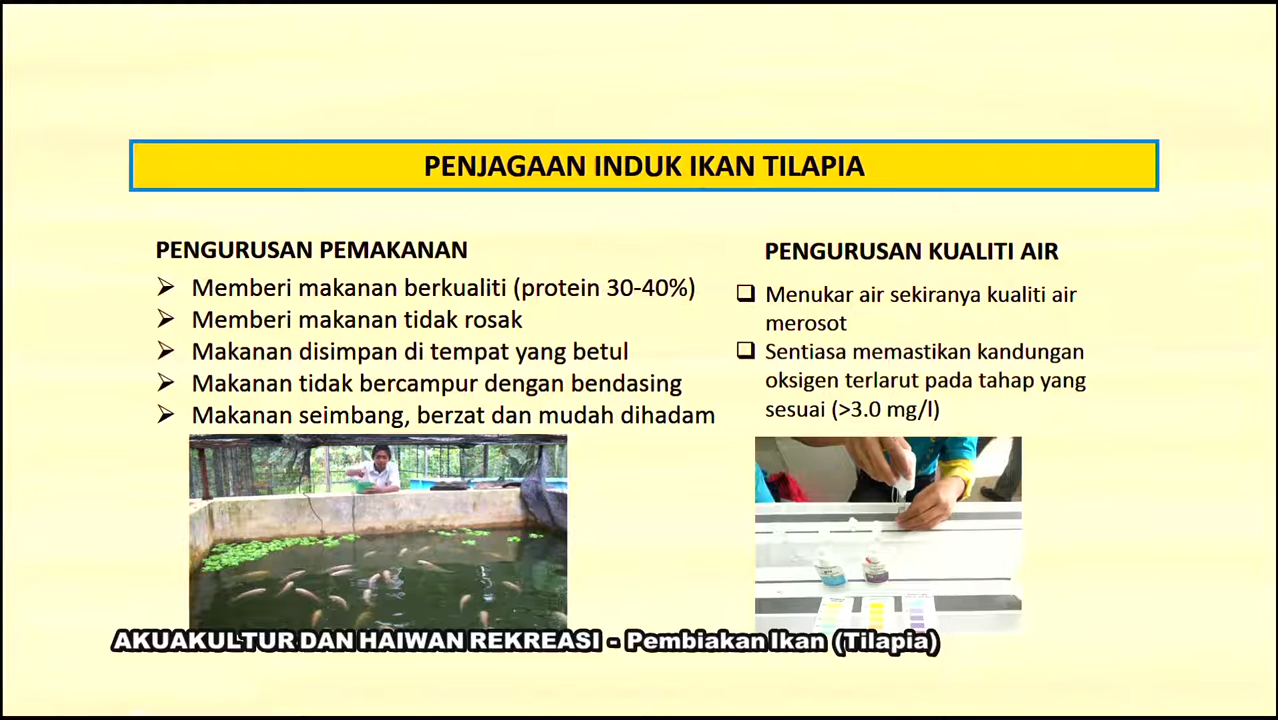 PENJAGAAN INDUK IKAN TILAPIA
PENGURUSAN PEMAKANAN
Memberi makanan berkualiti (protein 30-40%)
Memberi makanan tidak rosak
Makanan disimpan di tempat yang betul
Makanan tidak bercampur dengan bendasing
Makanan seimbang, berzat dan mudah dihadam
PENGURUSAN KUALITI AIR
Menukar air sekiranya kualiti air
merosot
Sentiasa memastikan kandungan
oksigen terlarut pada tahap yang
sesuai (>3.0 mg/l)
AKUAKULTUR DAN HAIWAN REKREASI - Pembiakan Ikan (Tilapia)